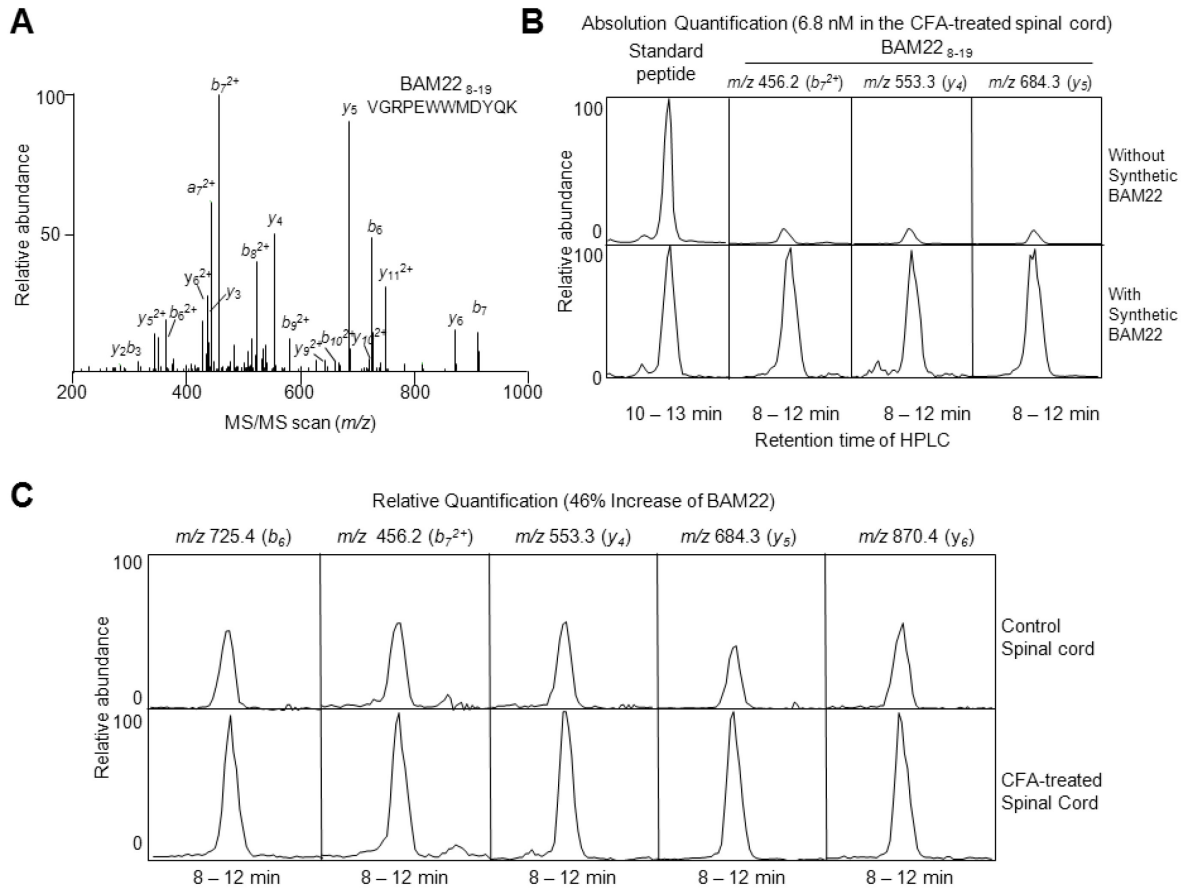 A
BAM22 8-19
VGRPEWWMDYQK
100
50
Relative abundance
b7 2+
y5
a7 2+
y4
b6
b8 2+
y6 2+
y3
y11 2+
y5 2+
b6 2+
b9 2+
y9 2+
b10 2+
y10 2+
y6
b7
y2
b3
200
400
600
800
1000
MS/MS scan (m/z)
B
Absolution Quantification (6.8 nM in the CFA-treated spinal cord)
Standard
peptide
BAM22 8-19
m/z 456.2 (b7 2+)
m/z 553.3 (y4)
m/z 684.3 (y5)
100
0
100
0
Relative abundance
Relative abundance
Without
Synthetic
BAM22
With
Synthetic
BAM22
10 – 13 min
8 – 12 min
8 – 12 min
8 – 12 min
Retention time of HPLC
C
Relative Quantification (46% Increase of BAM22)
m/z 725.4 (b6)
m/z 456.2 (b7 2+)
m/z 553.3 (y4)
m/z 684.3 (y5)
m/z 870.4 (y6)
100
0
100
0
Relative abundance
Relative abundance
Control
Spinal cord
CFA-treated
Spinal Cord
8 – 12 min
8 – 12 min
8 – 12 min
8 – 12 min
8 – 12 min